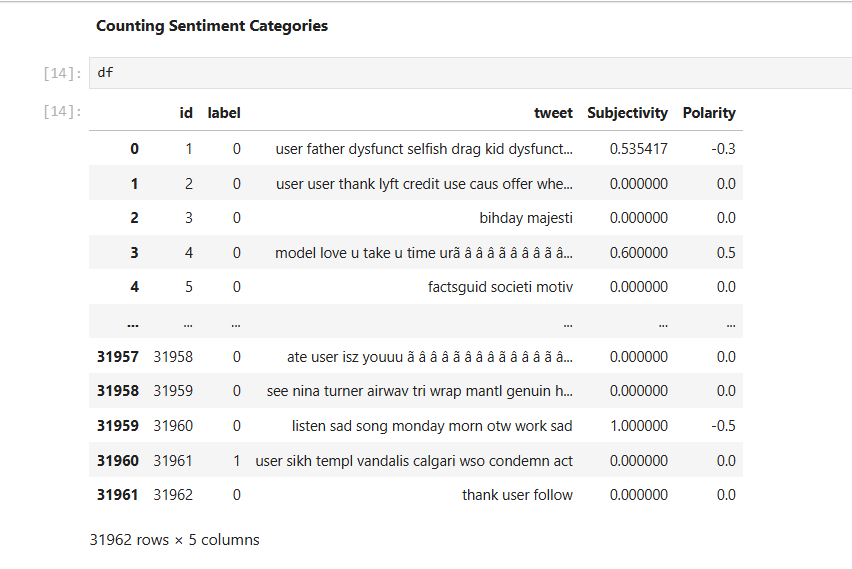 Counting Sentiment Categories
[14]: df
[14]:
id label tweet Subjectivity Polarity
0 1 0 user father dysfunct selfish drag kid dysfunct... 0.535417 -0.3
1 2 0 user user thank lyft credit use caus offer whe... 0.000000 0.0
2 3 0 bihday majesti 0.000000 0.0
3 4 0 model love u take u time urã â â â ã â â â ã â... 0.600000 0.5
4 5 0 factsguid societi motiv 0.000000 0.0
... ... ... ... ... ...
31957 31958 0 ate user isz youuu ã â â â ã â â â ã â â â ã â... 0.000000 0.0
31958 31959 0 see nina turner airwav tri wrap mantl genuin h... 0.000000 0.0
31959 31960 0 listen sad song monday morn otw work sad 1.000000 -0.5
31960 31961 1 user sikh templ vandalis calgari wso condemn act 0.000000 0.0
31961 31962 0 thank user follow 0.000000 0.0
31962 rows × 5 columns